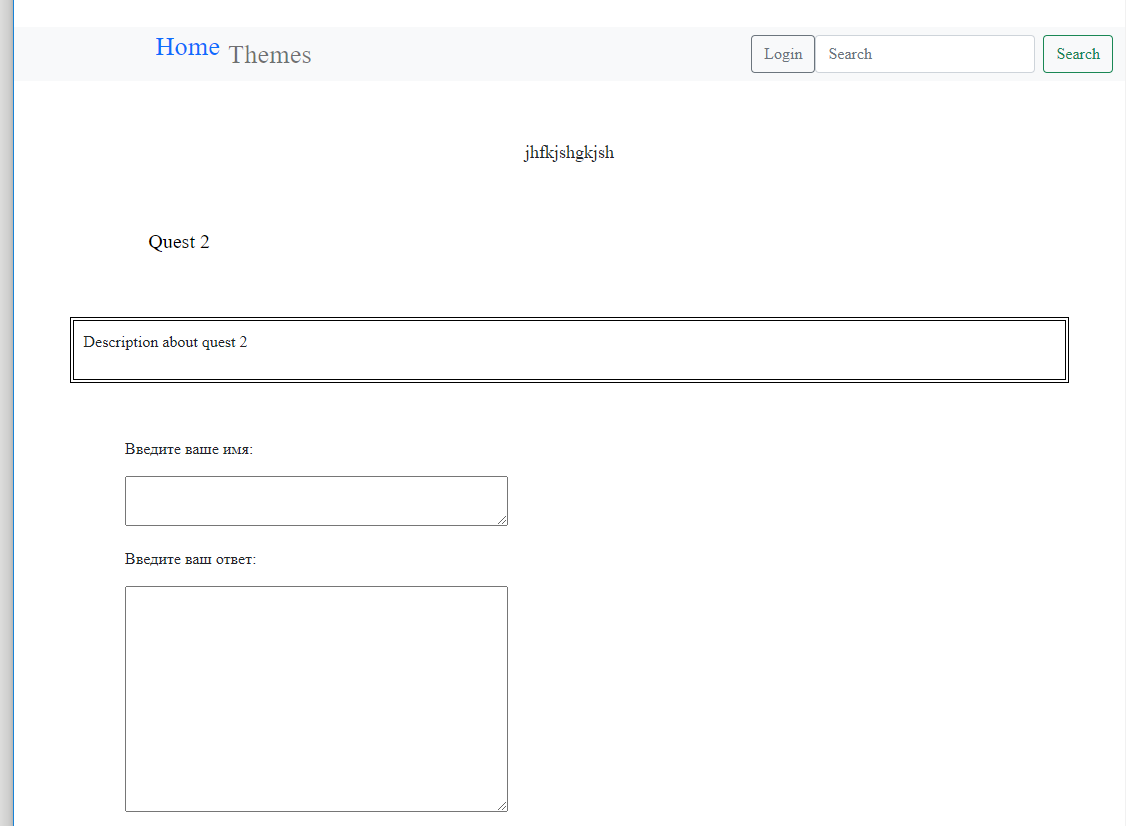 Home Themes Login Search Search
jhfkjshgkjsh
Quest 2
Description about quest 2
Введите ваше имя:
Введите ваш ответ: